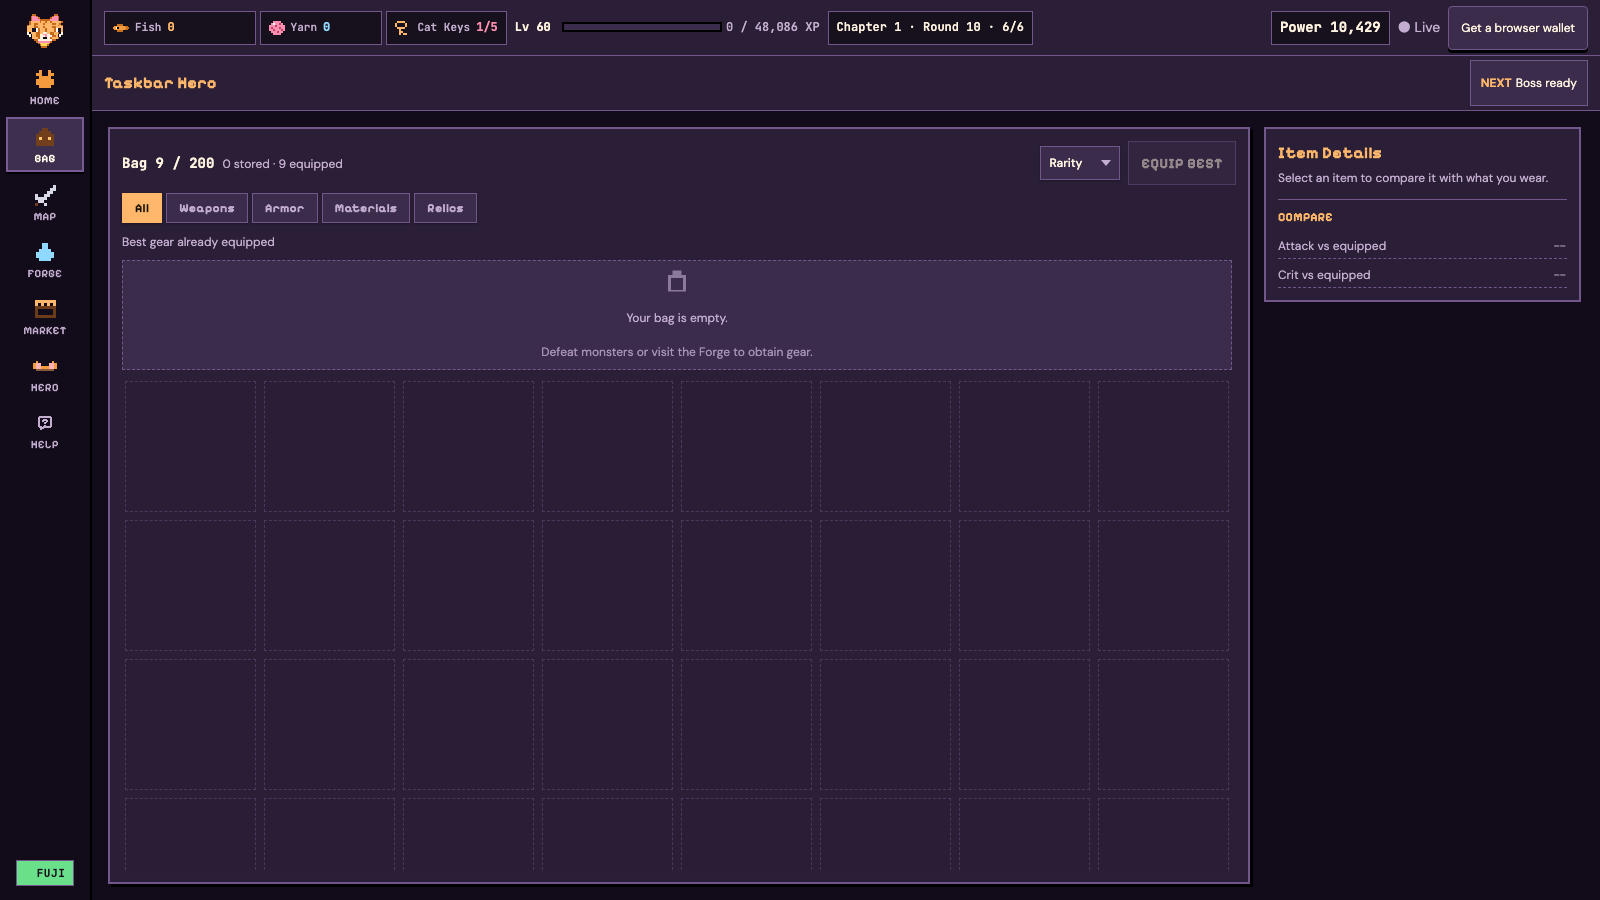 Fish 0
Yarn 0
Cat Keys 1/5
Lv 60
0 / 48,086 XP
Chapter 1 · Round 10 · 6/6
Power 10,429
Live
Get a browser wallet
HOME
BAG
MAP
FORGE
MARKET
HERO
HELP
FUJI
Taskbar Hero
NEXT Boss ready
Bag 9 / 200 0 stored · 9 equipped
Rarity
EQUIP BEST
All
Weapons
Armor
Materials
Relics
Best gear already equipped
Your bag is empty.
Defeat monsters or visit the Forge to obtain gear.
Item Details
Select an item to compare it with what you wear.
COMPARE
Attack vs equipped --
Crit vs equipped --